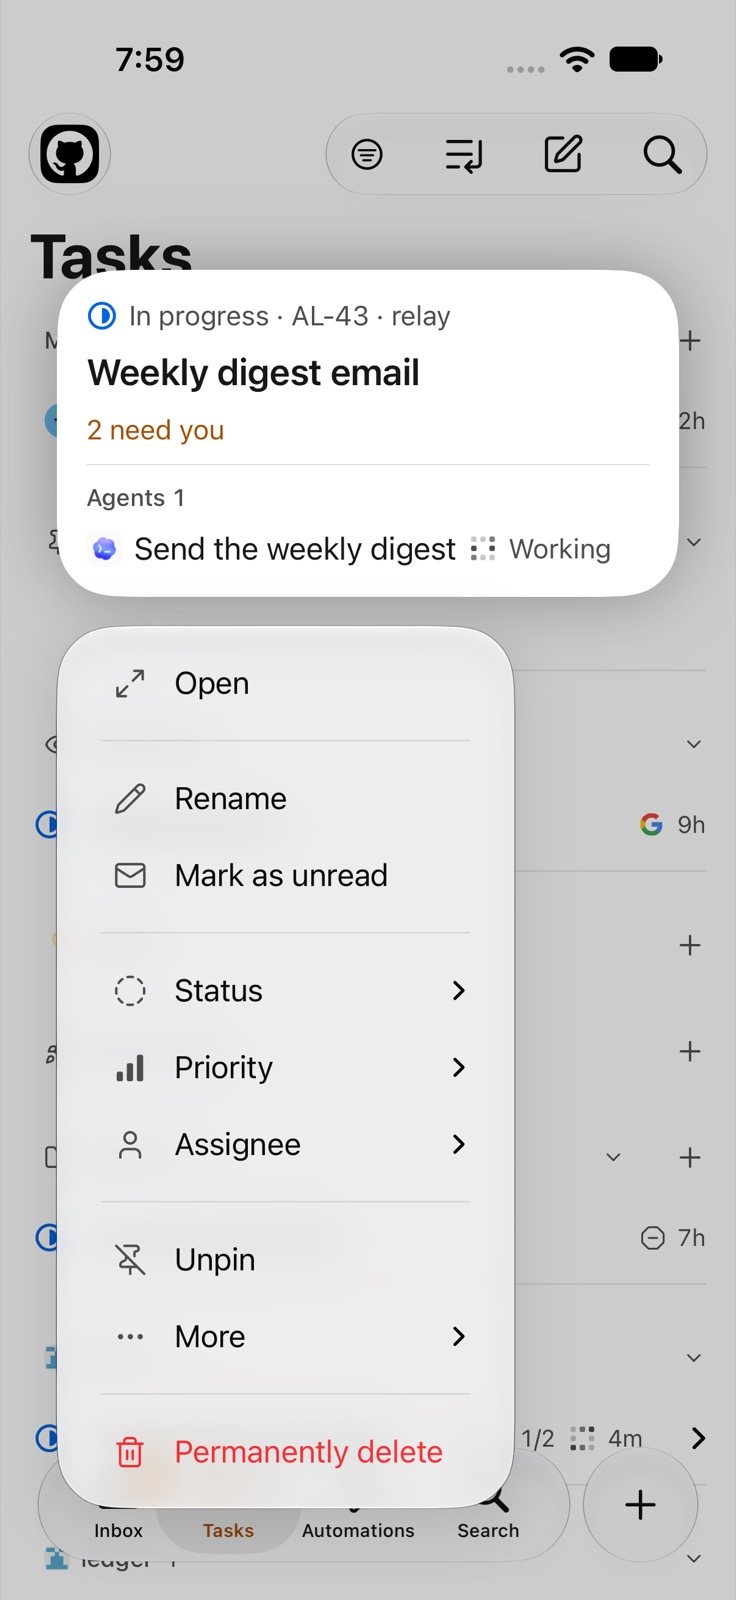 7:59
Tasks
In progress · AL-43 · relay
Weekly digest email
2 need you
2h
Agents 1
Send the weekly digest Working
Open
Rename
9h
Mark as unread
Status
Priority
Assignee
7h
Unpin
More
1/2 4m
Permanently delete
Inbox
Tasks
Automations
Search